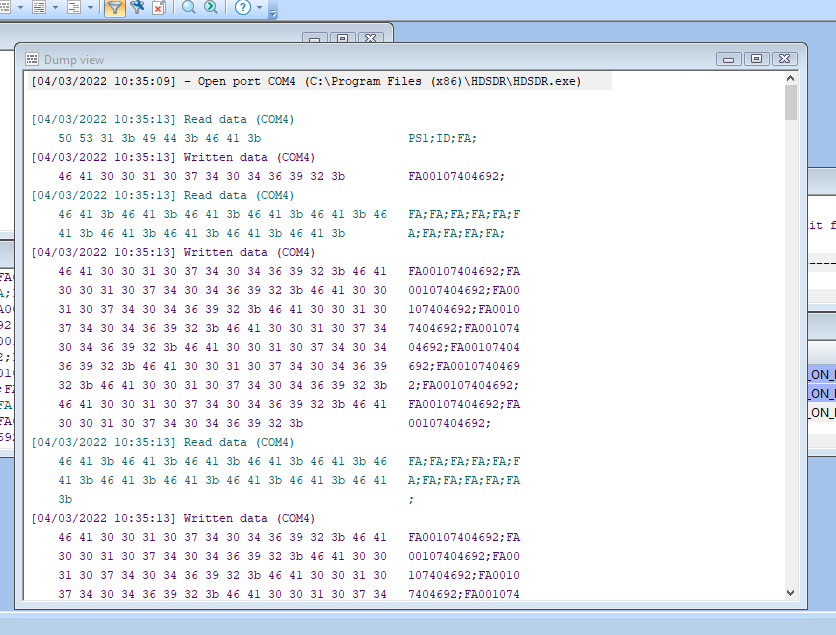 Dump view
[04/03/2022 10:35:09] - Open port COM4 (C:\Program Files (x86)\HDSDR\HDSDR.exe)
[04/03/2022 10:35:13] Read data (COM4)
50 53 31 3b 49 44 3b 46 41 3b PS1;ID;FA;
[04/03/2022 10:35:13] Written data (COM4)
46 41 30 30 31 30 37 34 30 34 36 39 32 3b FA00107404692;
[04/03/2022 10:35:13] Read data (COM4)
46 41 3b 46 41 3b 46 41 3b 46 41 3b 46 41 3b 46 FA;FA;FA;FA;FA;F
41 3b 46 41 3b 46 41 3b 46 41 3b 46 41 3b A;FA;FA;FA;FA;
[04/03/2022 10:35:13] Written data (COM4)
46 41 30 30 31 30 37 34 30 34 36 39 32 3b 46 41 FA00107404692;FA
30 30 31 30 37 34 30 34 36 39 32 3b 46 41 30 30 00107404692;FA00
31 30 37 34 30 34 36 39 32 3b 46 41 30 30 31 30 107404692;FA0010
37 34 30 34 36 39 32 3b 46 41 30 30 31 30 37 34 7404692;FA001074
30 34 36 39 32 3b 46 41 30 30 31 30 37 34 30 34 04692;FA00107404
36 39 32 3b 46 41 30 30 31 30 37 34 30 34 36 39 692;FA0010740469
32 3b 46 41 30 30 31 30 37 34 30 34 36 39 32 3b 2;FA00107404692;
46 41 30 30 31 30 37 34 30 34 36 39 32 3b 46 41 FA00107404692;FA
30 30 31 30 37 34 30 34 36 39 32 3b 00107404692;
[04/03/2022 10:35:13] Read data (COM4)
46 41 3b 46 41 3b 46 41 3b 46 41 3b 46 41 3b 46 FA;FA;FA;FA;FA;F
41 3b 46 41 3b 46 41 3b 46 41 3b 46 41 3b 46 41 A;FA;FA;FA;FA;FA
3b ;
[04/03/2022 10:35:13] Written data (COM4)
46 41 30 30 31 30 37 34 30 34 36 39 32 3b 46 41 FA00107404692;FA
30 30 31 30 37 34 30 34 36 39 32 3b 46 41 30 30 00107404692;FA00
31 30 37 34 30 34 36 39 32 3b 46 41 30 30 31 30 107404692;FA0010
37 34 30 34 36 39 32 3b 46 41 30 30 31 30 37 34 7404692;FA001074